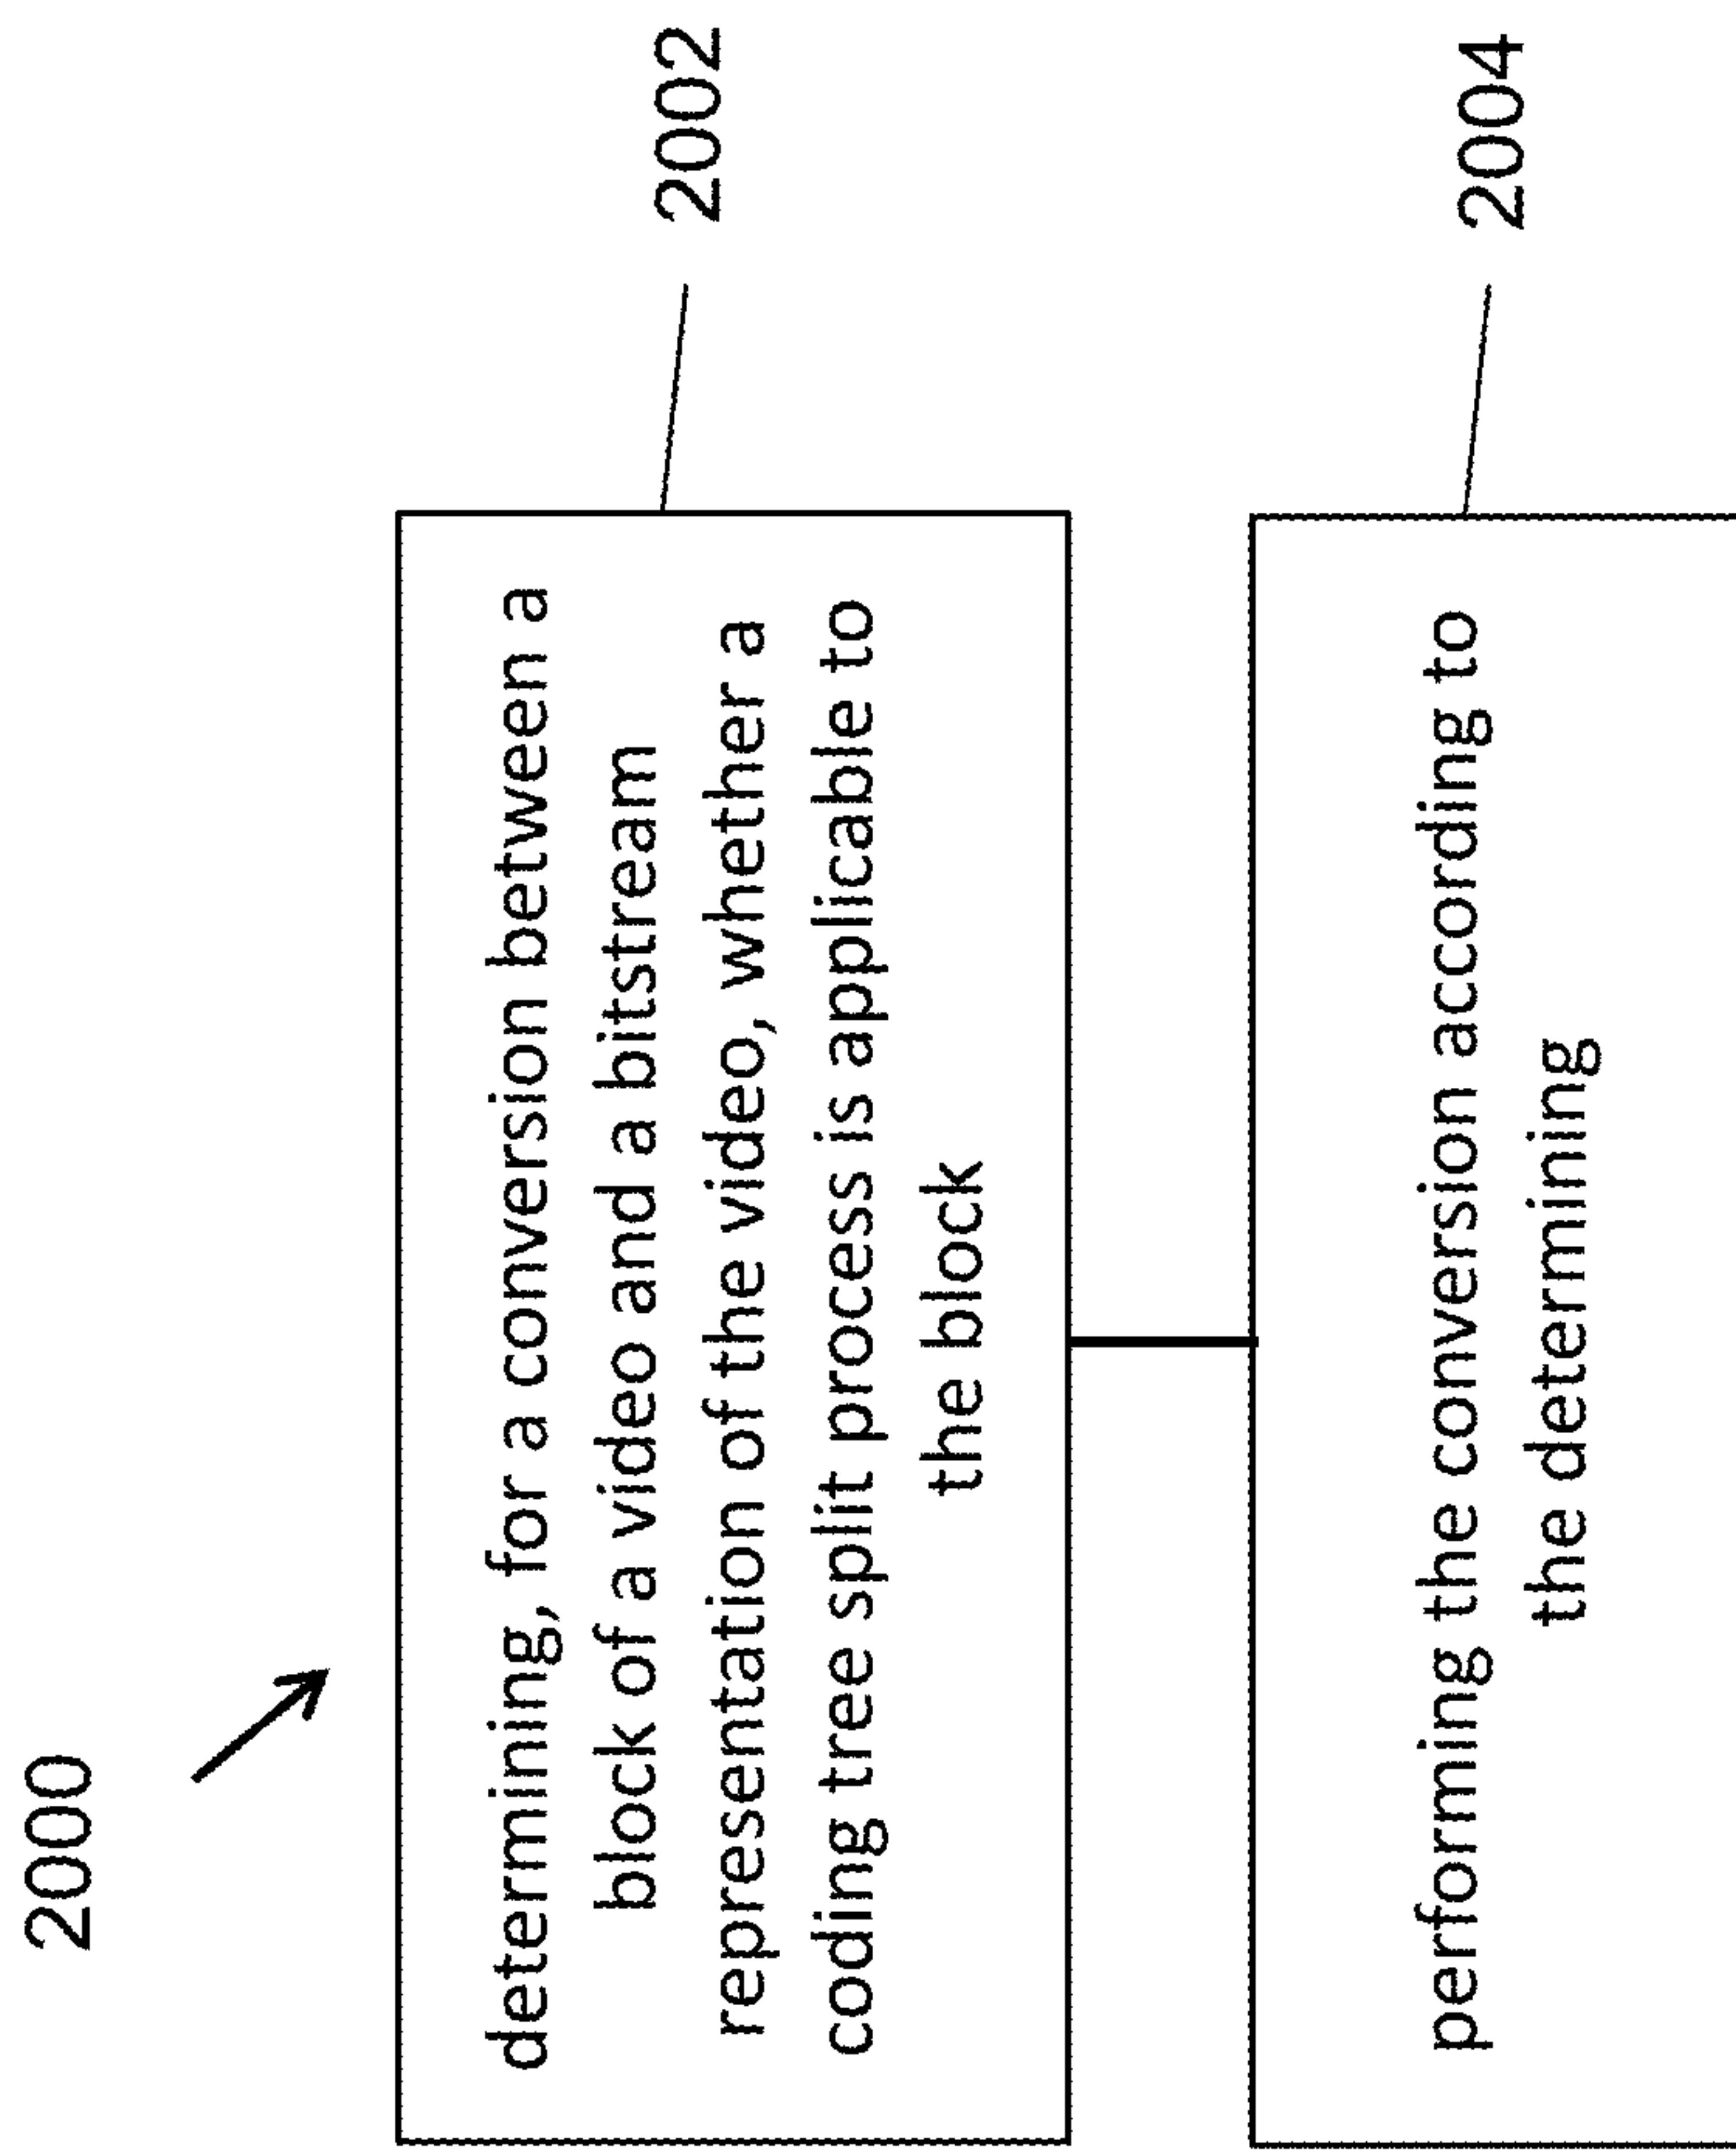 2000
determining, for a conversion between a
block of a video and a bitstream
representation of the video, whether a
coding tree split process is applicable to
the block
2002
performing the conversion according to
the determining
2004